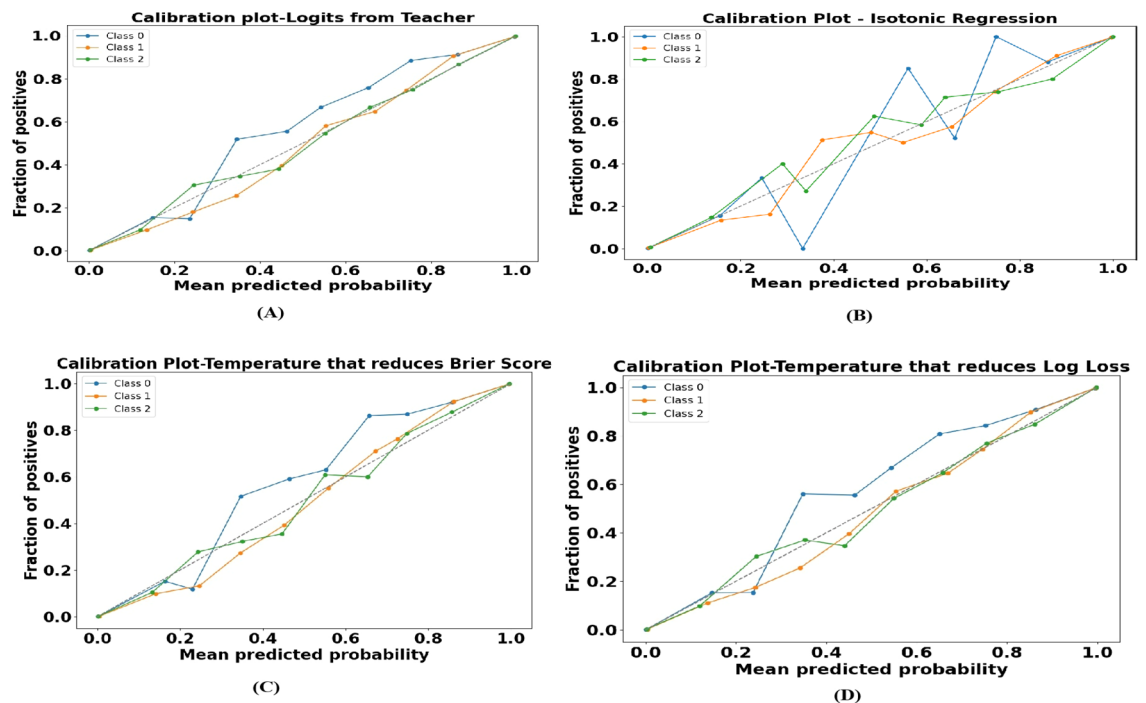 Calibration plot-Logits from Teacher
Class 0
Class 1
Class 2
1.0
0.8
0.6
0.4
0.2
0.0
Fraction of positives
0.0 0.2 0.4 0.6 0.8 1.0
Mean predicted probability
(A)
Calibration Plot - Isotonic Regression
Class 0
Class 1
Class 2
1.0
0.8
0.6
0.4
0.2
0.0
Fraction of positives
0.2 0.4 0.6 0.8 1.0
Mean predicted probability
(B)
Calibration Plot-Temperature that reduces Brier Score
Class 0
Class 1
Class 2
1.0
0.8
0.6
0.4
0.2
0.0
Fraction of positives
0.0 0.2 0.4 0.6 0.8 1.0
Mean predicted probability
(C)
Calibration Plot-Temperature that reduces Log Loss
Class 0
Class 1
Class 2
1.0
0.8
0.6
0.4
0.2
0.0
Fraction of positives
0.0 0.2 0.4 0.6 0.8 1.0
Mean predicted probability
(D)